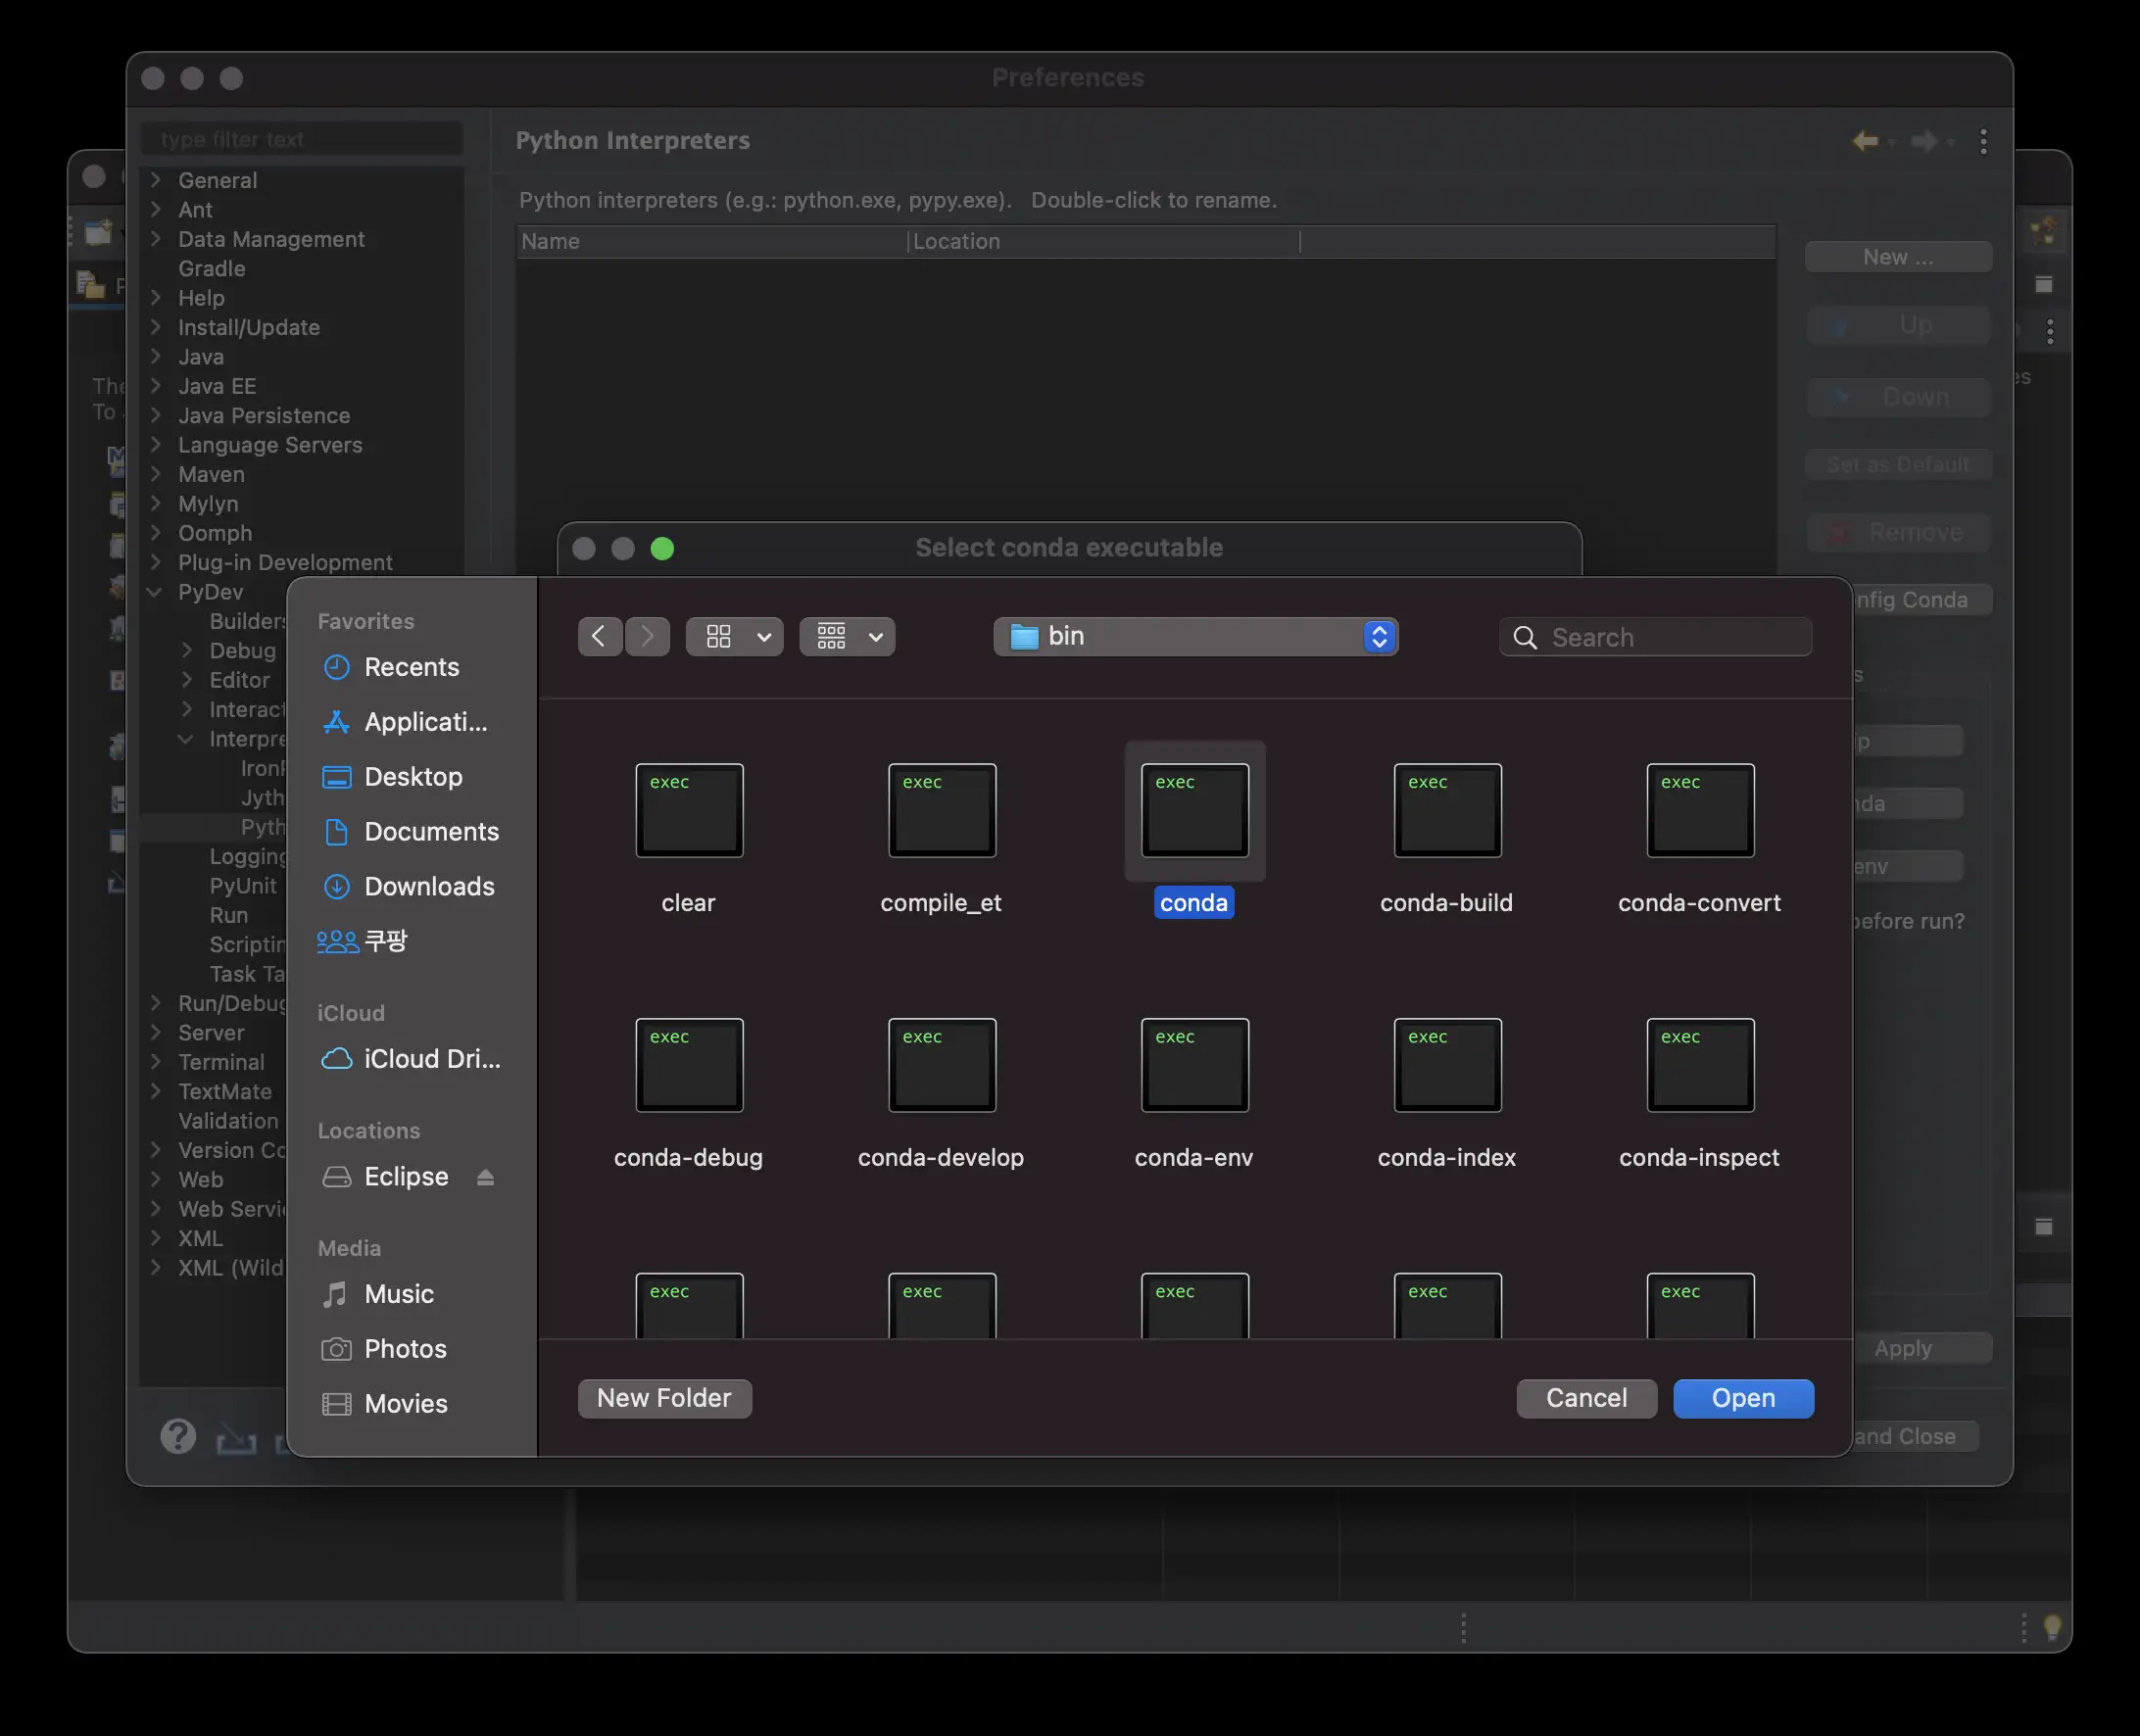 Preferences
type filter text
Python Interpreters
Python interpreters (e.g.: python.exe, pypy.exe).   Double-click to rename.
Name
Location
New ...
Up
Down
Set as Default
Remove
nfig Conda
General
Ant
Data Management
Gradle
Help
Install/Update
Java
Java EE
Java Persistence
Language Servers
Maven
Mylyn
Oomph
Plug-in Development
PyDev
Builders
Debug
Editor
Interact
Interpre
IronP
Jyth
Pyth
Logging
PyUnit
Run
Scriptin
Task Ta
Run/Debug
Server
Terminal
TextMate
Validation
Version Co
Web
Web Servi
XML
XML (Wild
The
To
es
Select conda executable
Favorites
Recents
Applicati...
Desktop
Documents
Downloads
쿠팡
iCloud
iCloud Dri...
Locations
Eclipse
Media
Music
Photos
Movies
bin
Search
exec
exec
exec
exec
exec
clear
compile_et
conda
conda-build
conda-convert
exec
exec
exec
exec
exec
conda-debug
conda-develop
conda-env
conda-index
conda-inspect
exec
exec
exec
exec
exec
New Folder
Cancel
Open
s
ip
nda
env
before run?
Apply
and Close